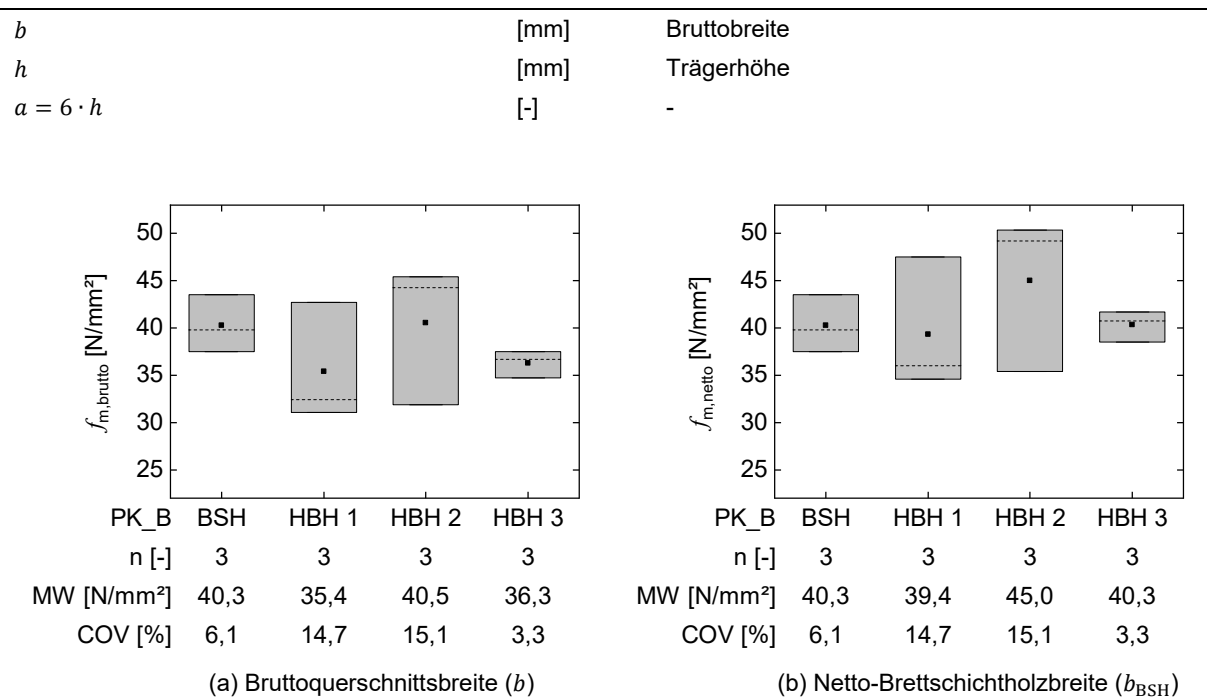 b [mm] Bruttobreite
h [mm] Trägerhöhe
a = 6 · h [-] -
f_m,brutto [N/mm²]
50
45
40
35
30
25
PK_B BSH HBH 1 HBH 2 HBH 3
n [-] 3 3 3 3
MW [N/mm²] 40,3 35,4 40,5 36,3
COV [%] 6,1 14,7 15,1 3,3
(a) Bruttoquerschnittsbreite (b)
f_m,netto [N/mm²]
50
45
40
35
30
25
PK_B BSH HBH 1 HBH 2 HBH 3
n [-] 3 3 3 3
MW [N/mm²] 40,3 39,4 45,0 40,3
COV [%] 6,1 14,7 15,1 3,3
(b) Netto-Brettschichtholzbreite (b_BSH)